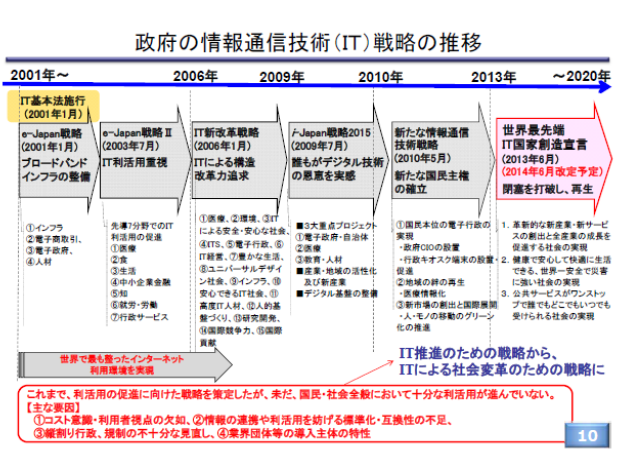 政府の情報通信技術(IT)戦略の推移
2001年～
2006年
2009年
2010年
2013年
～2020年
IT基本法施行
(2001年1月)
e-Japan戦略
(2001年1月)
ブロードバンド
インフラの整備
①インフラ
②電子商取引、
③電子政府、
④人材
e-Japan戦略Ⅱ
(2003年7月)
IT利活用重視
先導7分野でのIT
利活用の促進
①医療
②食
③生活
④中小企業金融
⑤知
⑥就労・労働
⑦行政サービス
IT新改革戦略
(2006年1月)
ITによる構造
改革力追求
①医療、②環境、③IT
による安全・安心な社会、
④ITS、⑤電子行政、⑥
IT経営、⑦豊かな生活、
⑧ユニバーサルデザイ
ン社会、⑨インフラ、⑩
安心できるIT社会、⑪
高度IT人材、⑫人的基
盤づくり、⑬研究開発、
⑭国際競争力、⑮国際
貢献
i-Japan戦略2015
(2009年7月)
誰もがデジタル技術
の恩恵を実感
■3大重点プロジェクト
①電子政府・自治体
②医療
③教育・人材
■産業・地域の活性化
及び新産業
■デジタル基盤の整備
新たな情報通信
技術戦略
(2010年5月)
新たな国民主権
の確立
①国民本位の電子行政の
実現
・政府CIOの設置
・行政キオスク端末の設置・
促進
②地域の絆の再生
・医療情報化
③新市場の創出と国際展開
・人・モノの移動のグリーン
化の推進
世界最先端
IT国家創造宣言
(2013年6月)
(2014年6月改定予定)
閉塞を打破し、再生
1. 革新的な新産業・新サービ
スの創出と全産業の成長を
促進する社会の実現
2. 健康で安心して快適に生活
できる、世界一安全で災害
に強い社会の実現
3. 公共サービスがワンストッ
プで誰でもどこでもいつでも
受けられる社会の実現
世界で最も整ったインターネット
利用環境を実現
IT推進のための戦略から、
ITによる社会変革のための戦略に
これまで、利活用の促進に向けた戦略を策定したが、未だ、国民・社会全般において十分な利活用が進んでいない。
【主な要因】
①コスト意識・利用者視点の欠如、②情報の連携や利活用を妨げる標準化・互換性の不足、
③縦割り行政、規制の不十分な見直し、④業界団体等の導入主体の特性
10